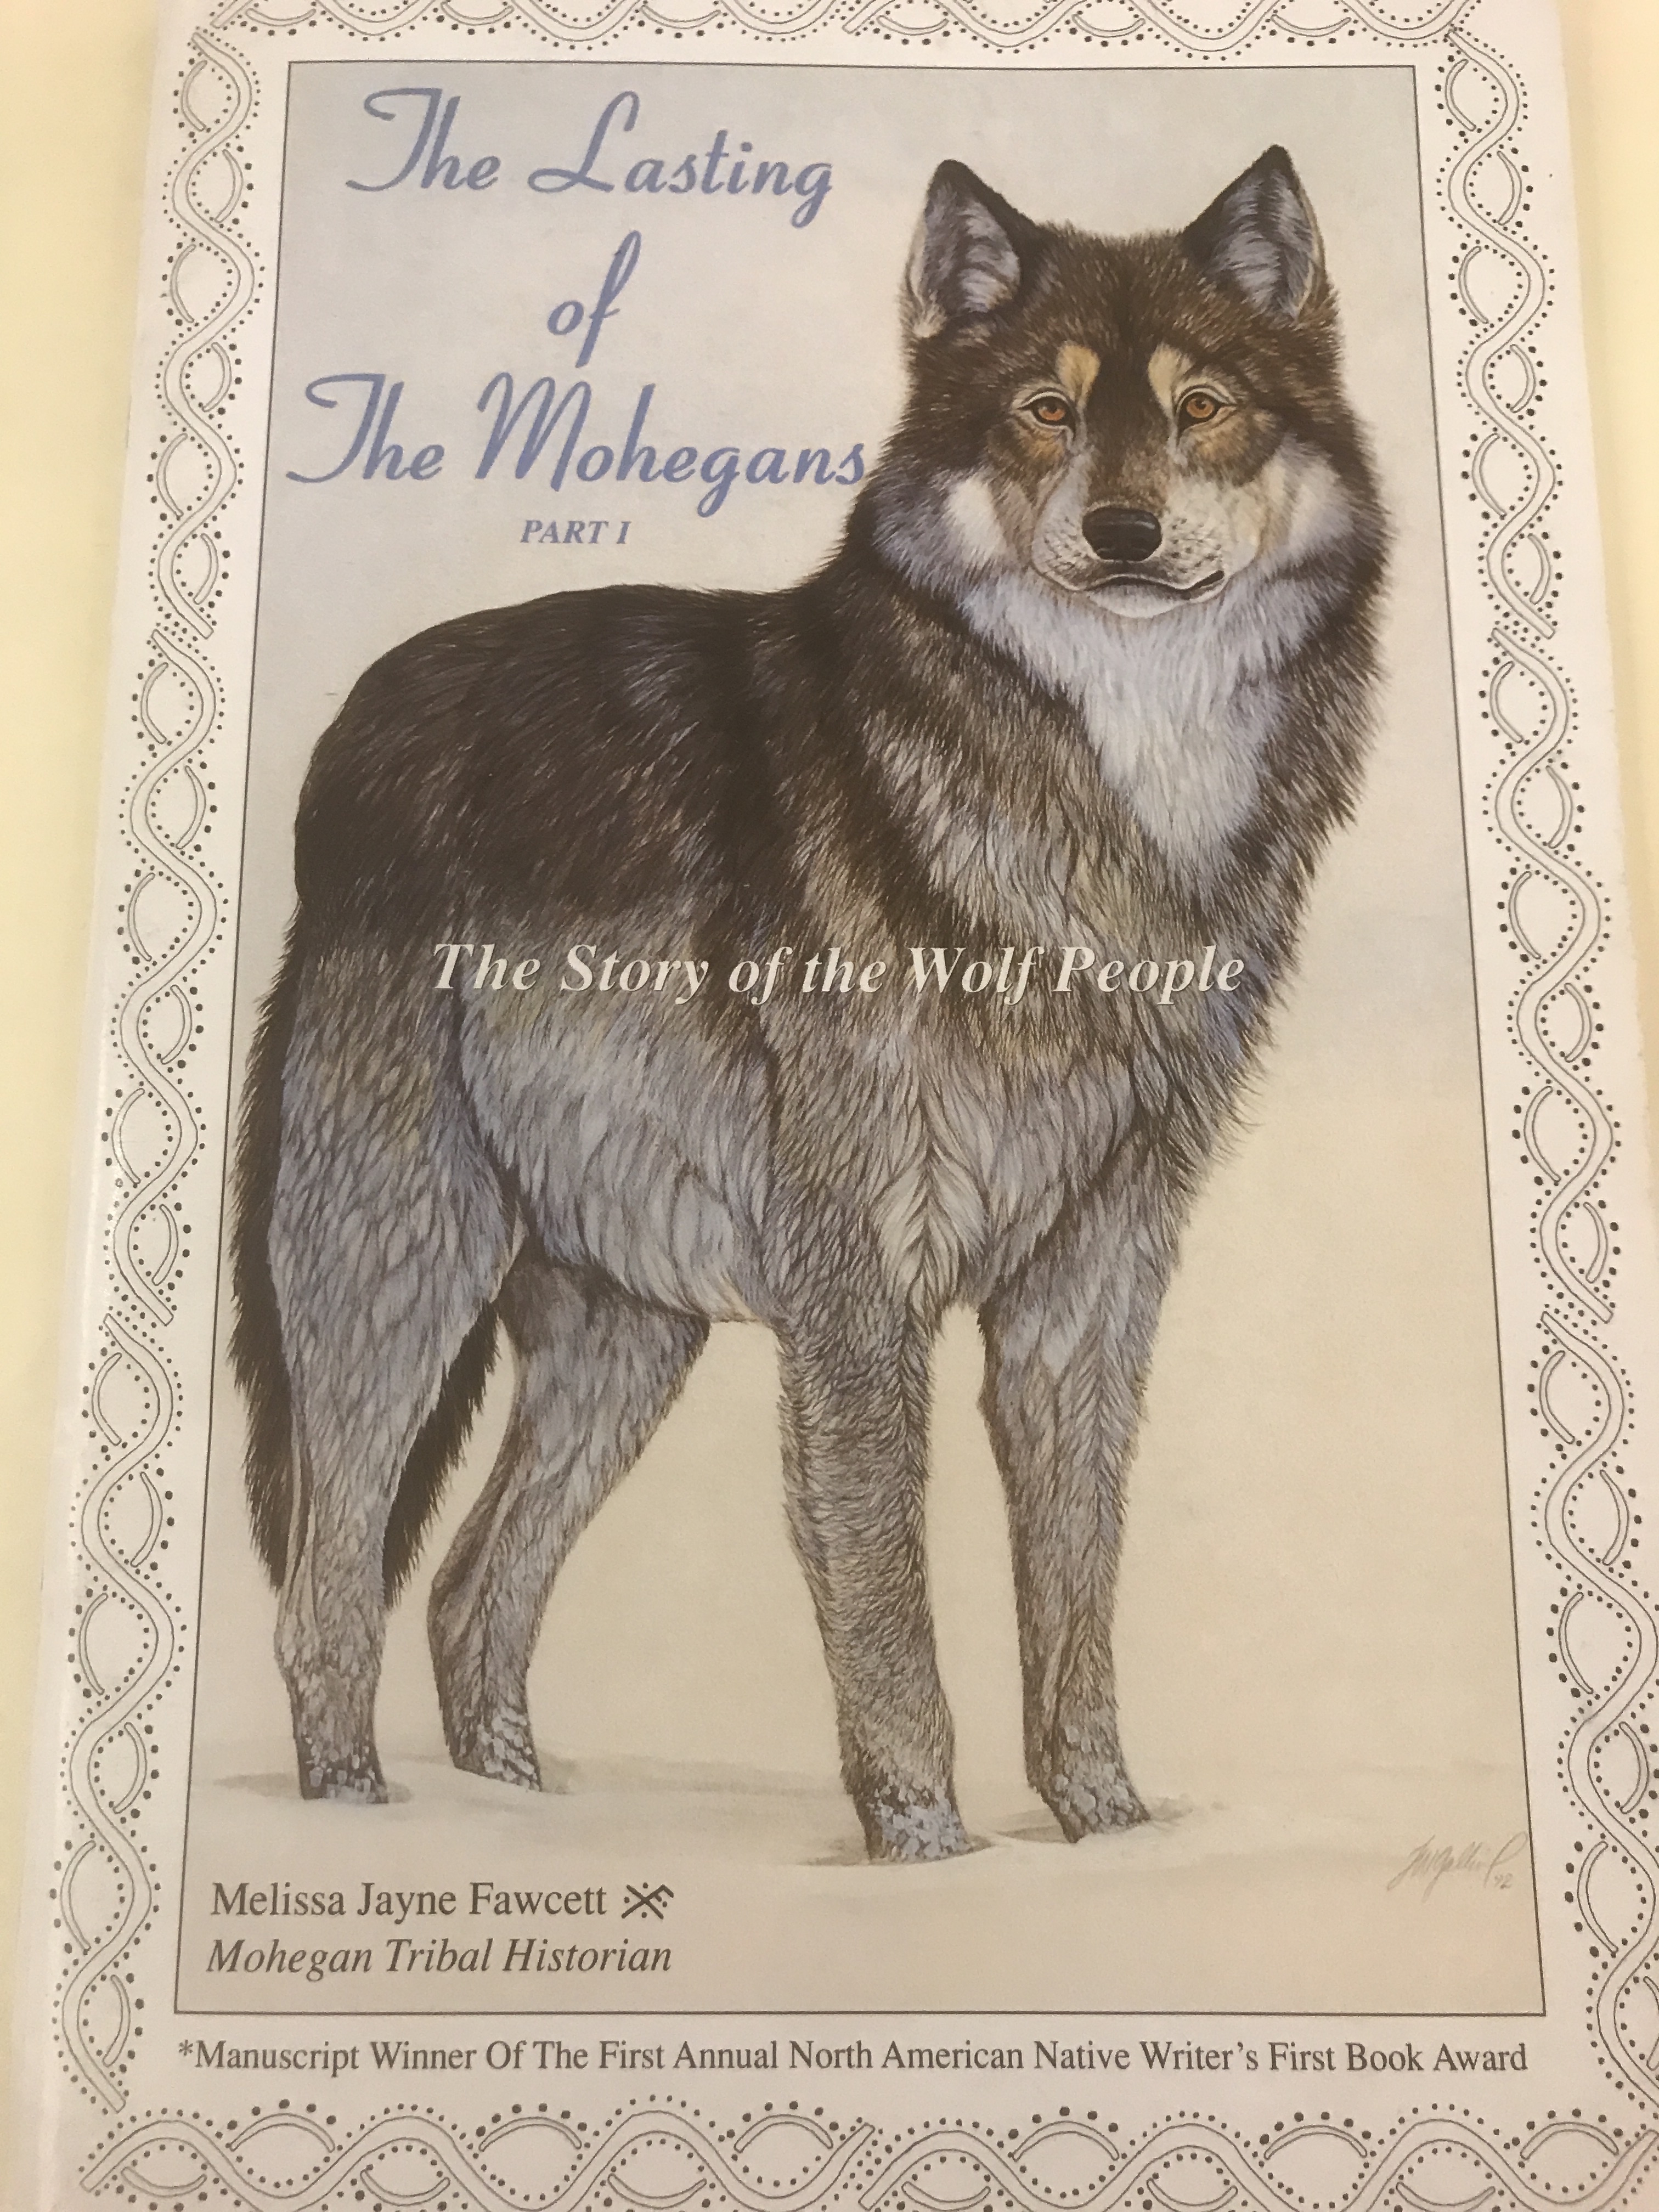 The Lasting
of
The Mohegans
PART I
The Story of the Wolf People
Melissa Jayne Fawcett
Mohegan Tribal Historian
*Manuscript Winner Of The First Annual North American Native Writer's First Book Award